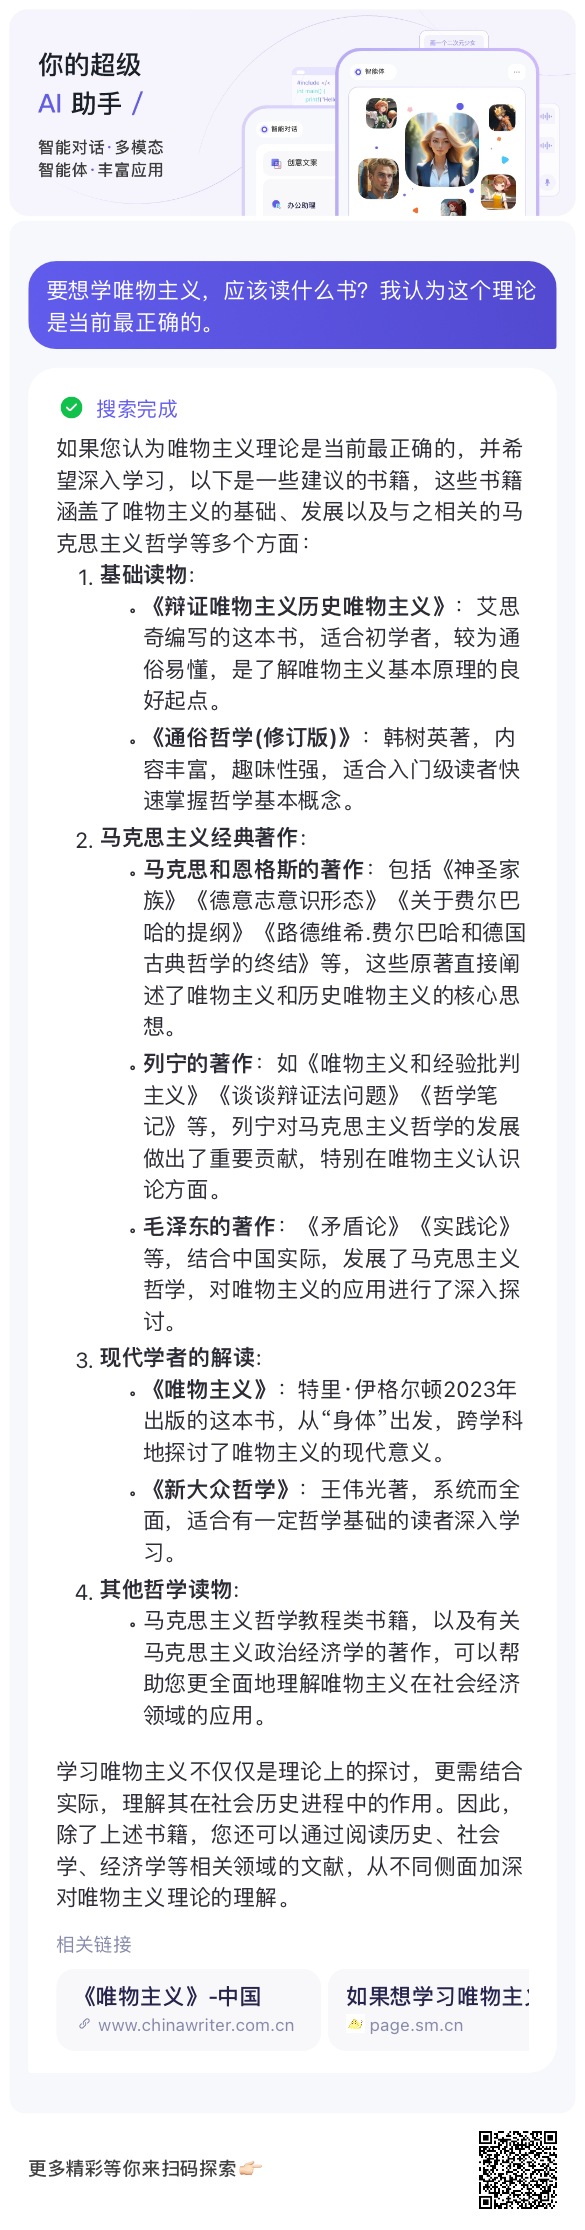 你的超级
AI 助手 /
智能对话·多模态
智能体·丰富应用
画一个二次元少女
#include </>
智能体
智能对话
创意文案
办公助理
要想学唯物主义，应该读什么书？我认为这个理论
是当前最正确的。
搜索完成
如果您认为唯物主义理论是当前最正确的，并希
望深入学习，以下是一些建议的书籍，这些书籍
涵盖了唯物主义的基础、发展以及与之相关的马
克思主义哲学等多个方面：
1. 基础读物：
• 《辩证唯物主义历史唯物主义》：艾思
奇编写的这本书，适合初学者，较为通
俗易懂，是了解唯物主义基本原理的良
好起点。
• 《通俗哲学(修订版)》：韩树英著，内
容丰富，趣味性强，适合入门级读者快
速掌握哲学基本概念。
2. 马克思主义经典著作：
• 马克思和恩格斯的著作：包括《神圣家
族》《德意志意识形态》《关于费尔巴
哈的提纲》《路德维希.费尔巴哈和德国
古典哲学的终结》等，这些原著直接阐
述了唯物主义和历史唯物主义的核心思
想。
• 列宁的著作：如《唯物主义和经验批判
主义》《谈谈辩证法问题》《哲学笔
记》等，列宁对马克思主义哲学的发展
做出了重要贡献，特别在唯物主义认识
论方面。
• 毛泽东的著作：《矛盾论》《实践论》
等，结合中国实际，发展了马克思主义
哲学，对唯物主义的应用进行了深入探
讨。
3. 现代学者的解读：
• 《唯物主义》：特里·伊格尔顿2023年
出版的这本书，从“身体”出发，跨学科
地探讨了唯物主义的现代意义。
• 《新大众哲学》：王伟光著，系统而全
面，适合有一定哲学基础的读者深入学
习。
4. 其他哲学读物：
• 马克思主义哲学教程类书籍，以及有关
马克思主义政治经济学的著作，可以帮
助您更全面地理解唯物主义在社会经济
领域的应用。
学习唯物主义不仅仅是理论上的探讨，更需结合
实际，理解其在社会历史进程中的作用。因此，
除了上述书籍，您还可以通过阅读历史、社会
学、经济学等相关领域的文献，从不同侧面加深
对唯物主义理论的理解。
相关链接
《唯物主义》-中国
www.chinawriter.com.cn
如果想学习唯物主
page.sm.cn
更多精彩等你来扫码探索👉🏻